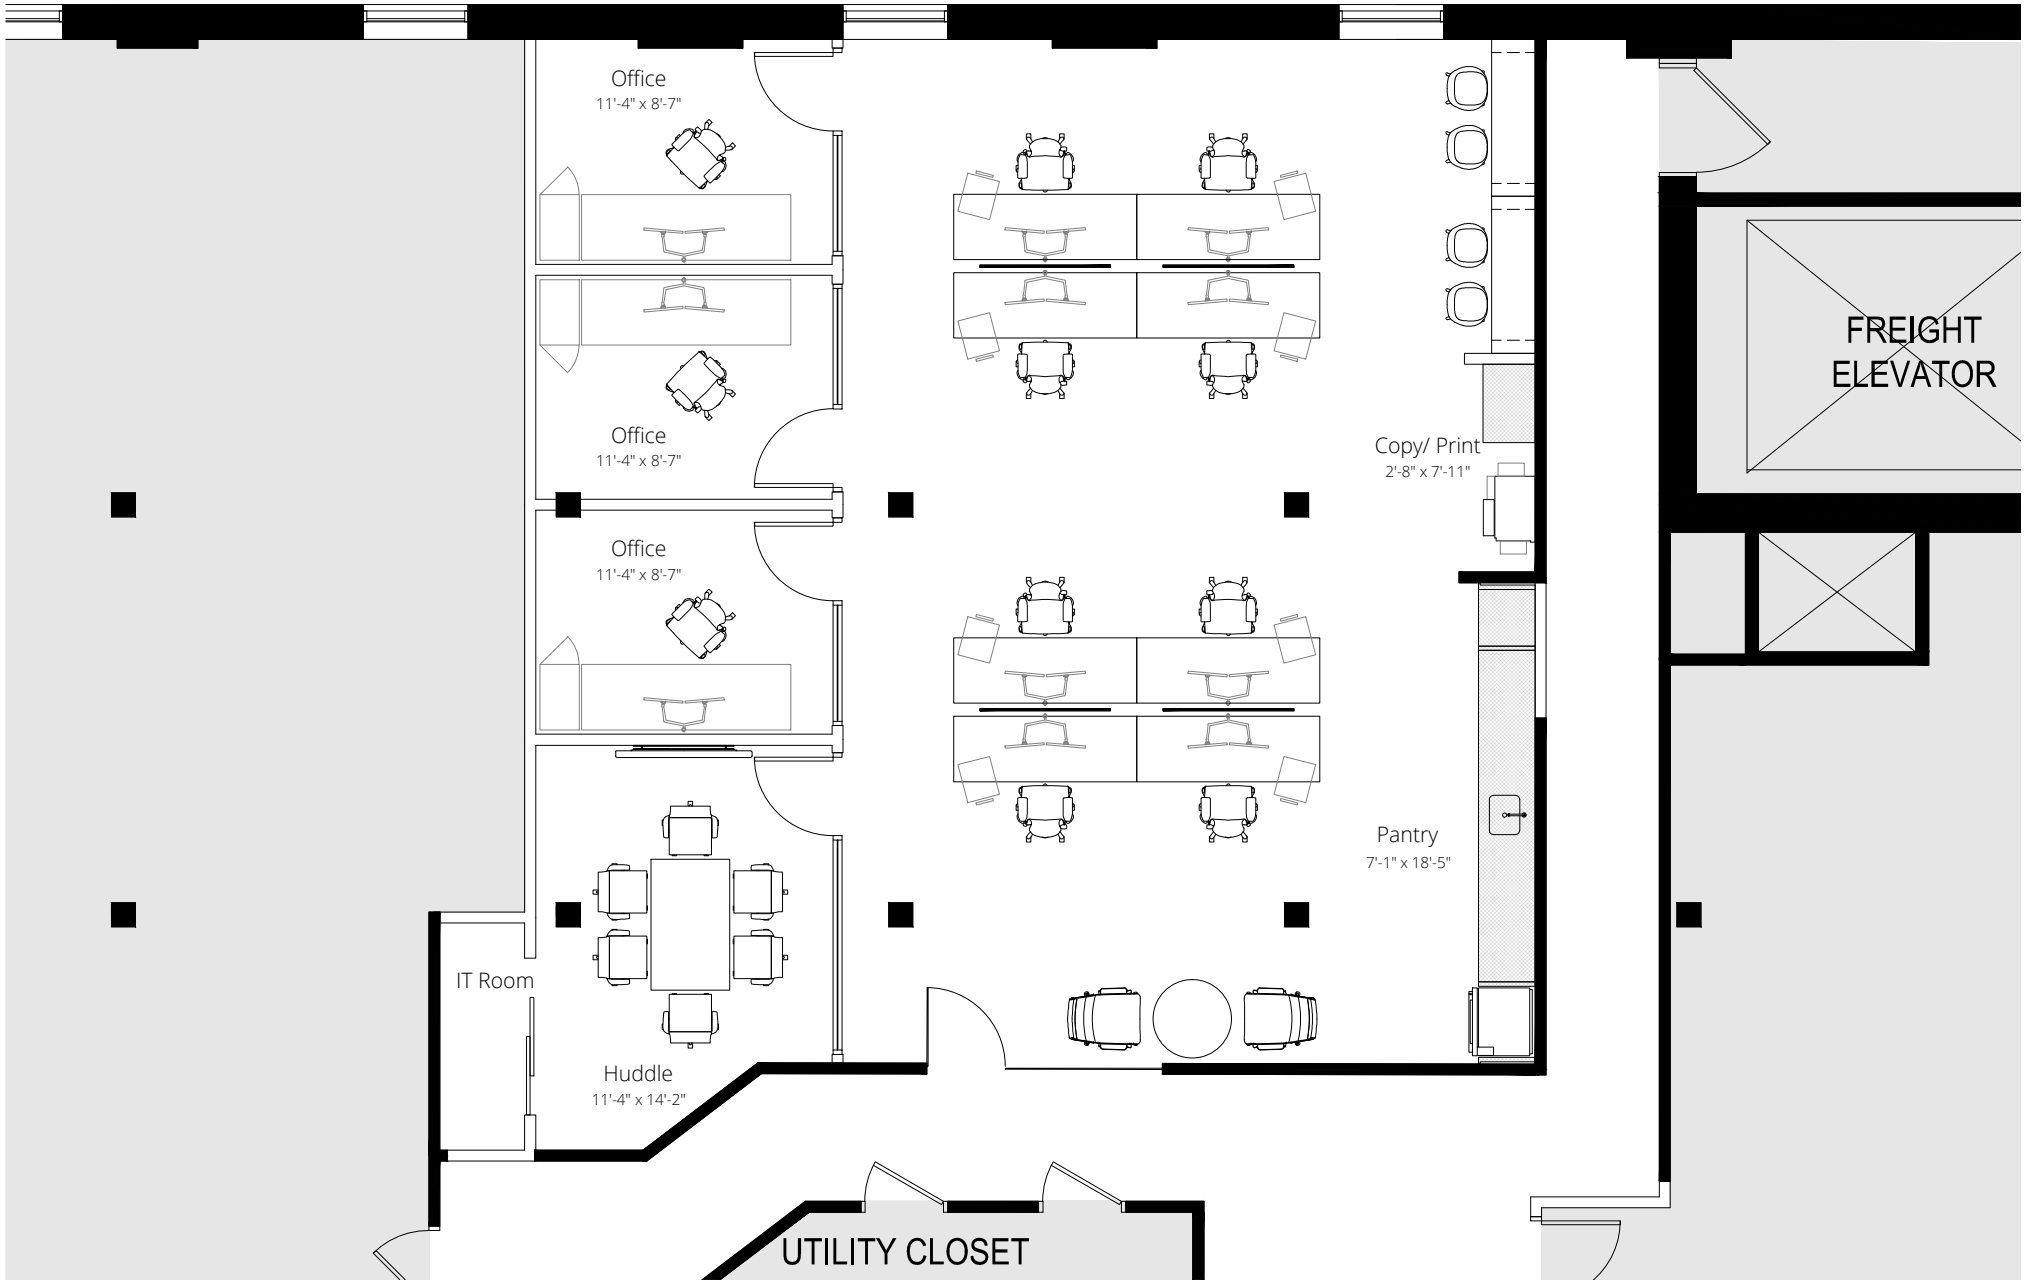 Office
11'-4" x 8'-7"
FREIGHT
ELEVATOR
Office
11'-4" x 8'-7"
Copy/ Print
2'-8" x 7'-11"
Office
11'-4" x 8'-7"
Pantry
7'-1" x 18'-5"
IT Room
Huddle
11'-4" x 14'-2"
UTILITY CLOSET